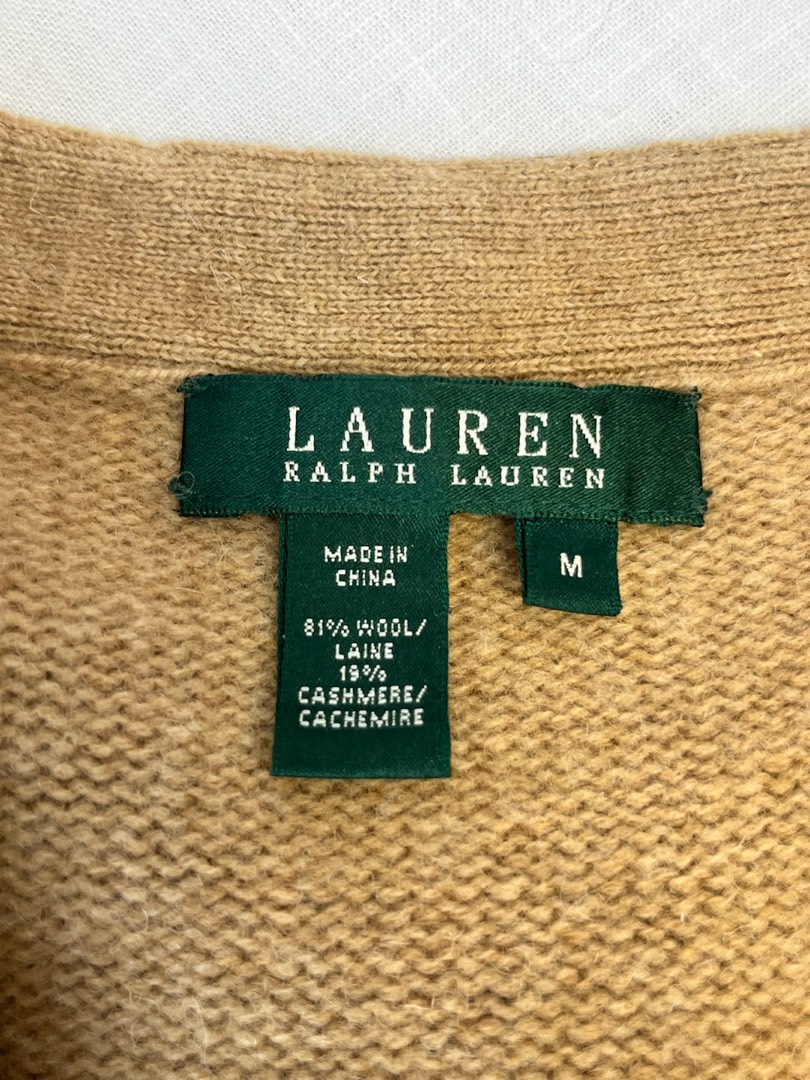 LAUREN
RALPH LAUREN
MADE IN
CHINA
81% WOOL/
LAINE
19%
CASHMERE/
CACHEMIRE
M